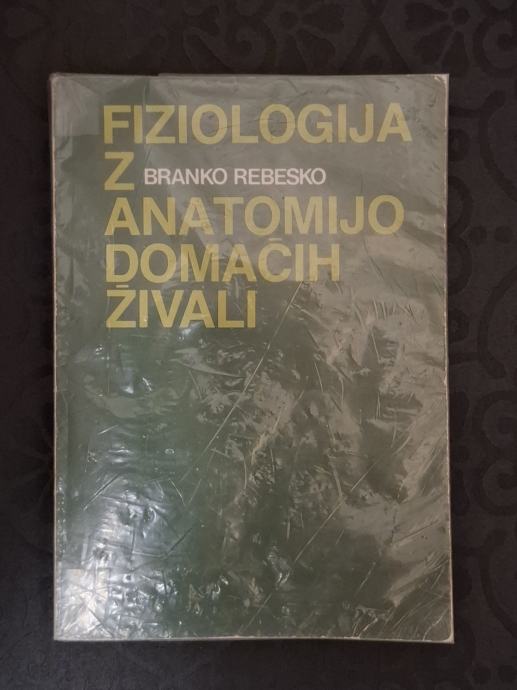 FIZIOLOGIJA
Z BRANKO REBESKO
ANATOMIJO
DOMAČIH
ŽIVALI